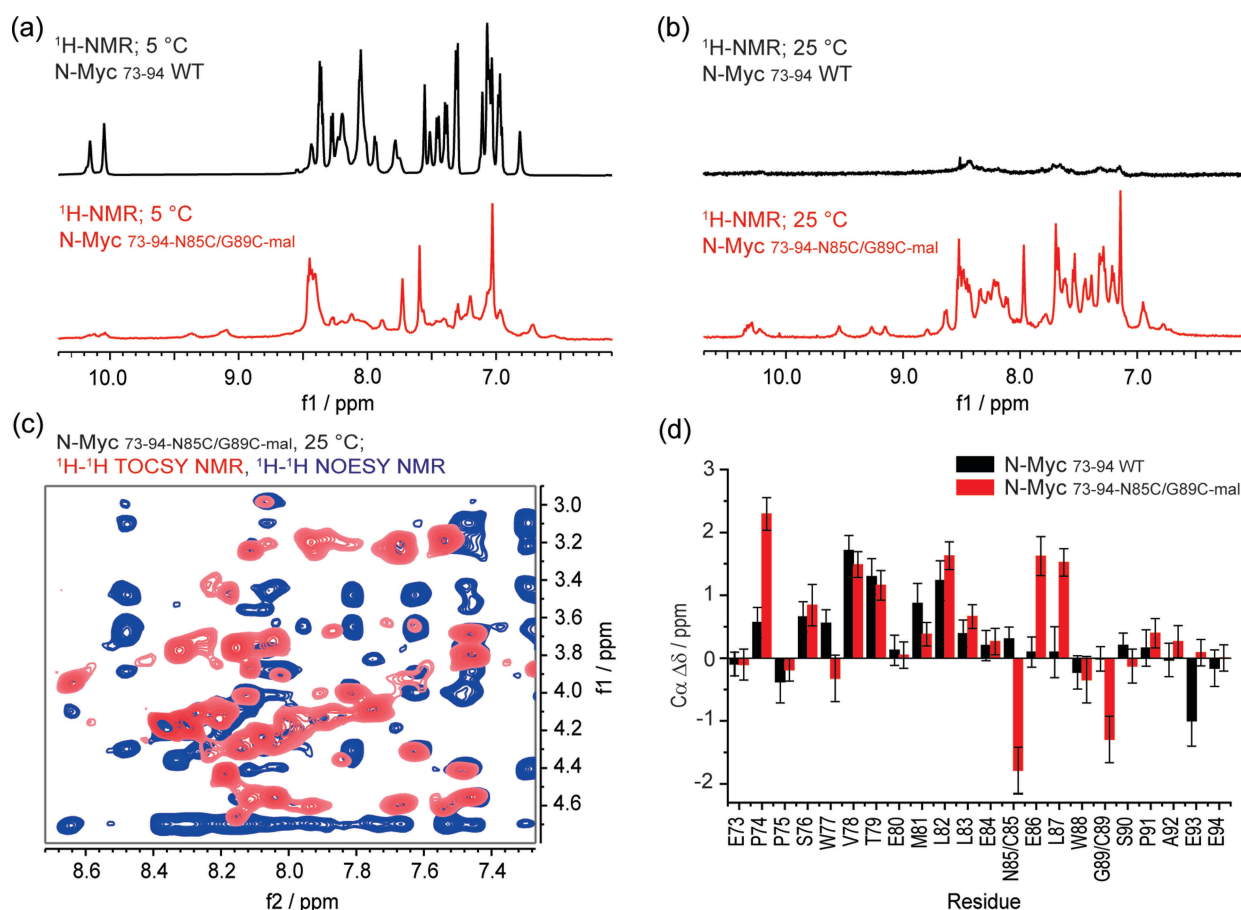 (a)
¹H-NMR; 5 °C
N-Myc 73-94 WT
¹H-NMR; 5 °C
N-Myc 73-94-N85C/G89C-mal
10.0 9.0 8.0 7.0
f1 / ppm
(b)
¹H-NMR; 25 °C
N-Myc 73-94 WT
¹H-NMR; 25 °C
N-Myc 73-94-N85C/G89C-mal
10.0 9.0 8.0 7.0
f1 / ppm
(c)
N-Myc 73-94-N85C/G89C-mal, 25 °C;
¹H-¹H TOCSY NMR, ¹H-¹H NOESY NMR
3.0
3.2
3.4
3.6
3.8
4.0
4.2
4.4
4.6
f1 / ppm
8.6 8.4 8.2 8.0 7.8 7.6 7.4
f2 / ppm
(d)
N-Myc 73-94 WT
N-Myc 73-94-N85C/G89C-mal
3
2
1
0
-1
-2
Cα Δδ / ppm
E73
P74
P75
S76
W77
V78
T79
E80
M81
L82
L83
E84
N85/C85
E86
L87
W88
G89/C89
S90
P91
A92
E93
E94
Residue